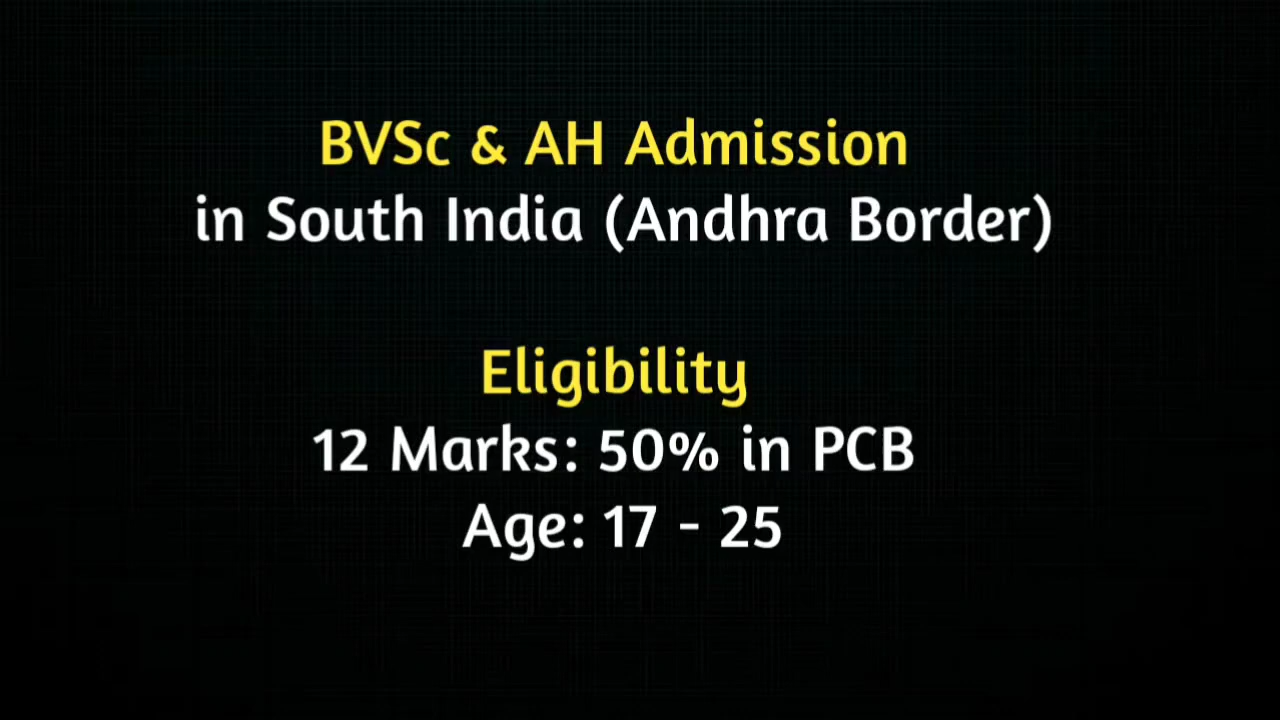 BVSc & AH Admission
in South India (Andhra Border)
Eligibility
12 Marks: 50% in PCB
Age: 17 - 25